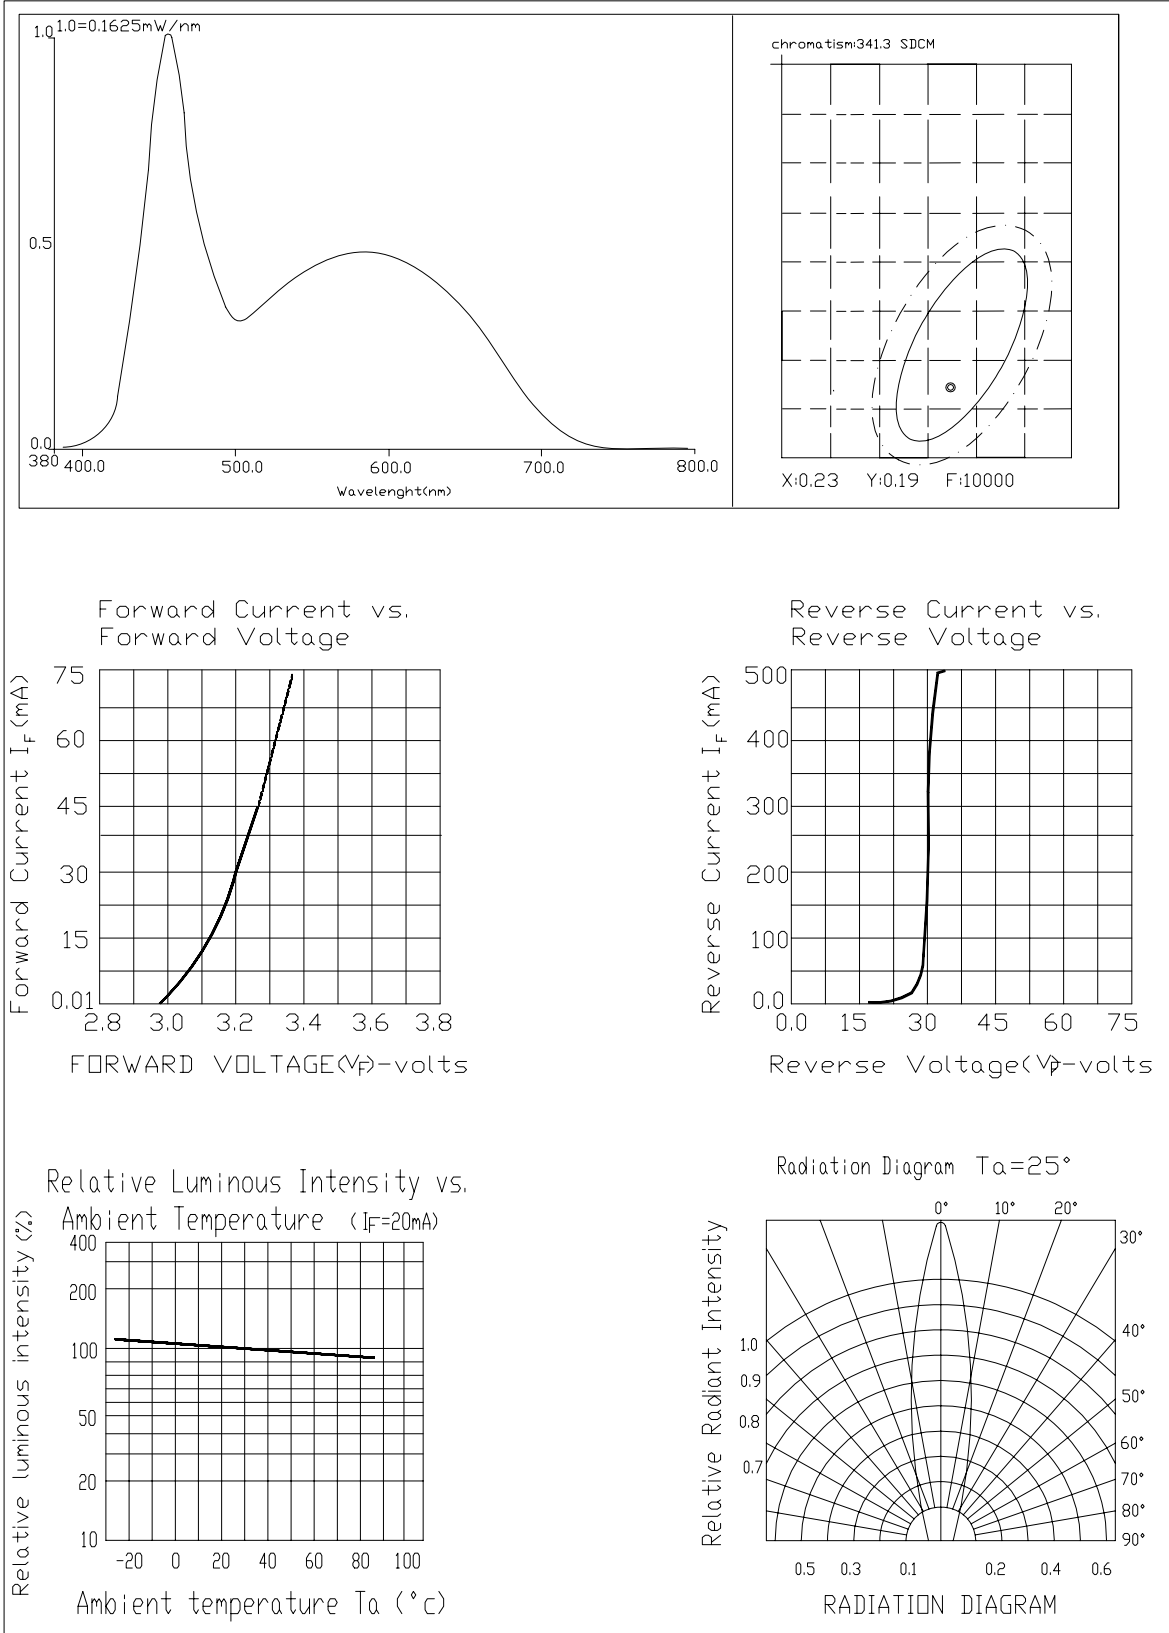 1.0=0.1625mW/nm
1.0
0.5
0.0
380 400.0 500.0 600.0 700.0 800.0
Wavelenght(nm)
chromatism:341.3 SDCM
X:0.23 Y:0.19 F:10000
Forward Current vs.
Forward Voltage
Forward Current IF(mA)
75
60
45
30
15
0.01
2.8 3.0 3.2 3.4 3.6 3.8
FORWARD VOLTAGE(VF)-volts
Reverse Current vs.
Reverse Voltage
Reverse Current IF(mA)
500
400
300
200
100
0.0
0.0 15 30 45 60 75
Reverse Voltage(VF)-volts
Relative Luminous Intensity vs.
Ambient Temperature (IF=20mA)
Relative luminous intensity(%)
400
200
100
50
20
10
-20 0 20 40 60 80 100
Ambient temperature Ta (°c)
Radiation Diagram Ta=25°
Relative Radiant Intensity
0° 10° 20°
30°
40°
50°
60°
70°
80°
90°
1.0
0.9
0.8
0.7
0.5 0.3 0.1 0.2 0.4 0.6
RADIATION DIAGRAM